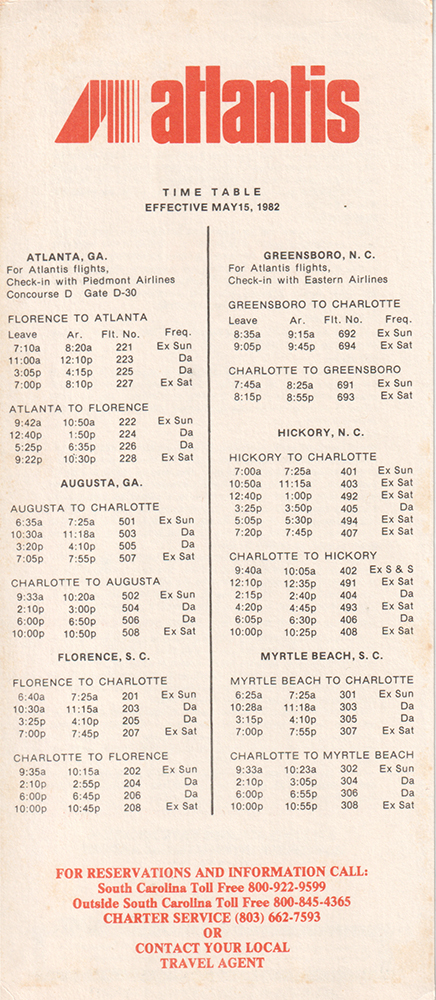 atlantis
TIME TABLE
EFFECTIVE MAY15, 1982
ATLANTA, GA.
For Atlantis flights,
Check-in with Piedmont Airlines
Concourse D Gate D-30
FLORENCE TO ATLANTA
Leave Ar. Flt. No. Freq.
7:10a 8:20a 221 Ex Sun
11:00a 12:10p 223 Da
3:05p 4:15p 225 Da
7:00p 8:10p 227 Ex Sat
ATLANTA TO FLORENCE
9:42a 10:50a 222 Ex Sun
12:40p 1:50p 224 Da
5:25p 6:35p 226 Da
9:22p 10:30p 228 Ex Sat
AUGUSTA, GA.
AUGUSTA TO CHARLOTTE
6:35a 7:25a 501 Ex Sun
10:30a 11:18a 503 Da
3:20p 4:10p 505 Da
7:05p 7:55p 507 Ex Sat
CHARLOTTE TO AUGUSTA
9:33a 10:20a 502 Ex Sun
2:10p 3:00p 504 Da
6:00p 6:50p 506 Da
10:00p 10:50p 508 Ex Sat
FLORENCE, S. C.
FLORENCE TO CHARLOTTE
6:40a 7:25a 201 Ex Sun
10:30a 11:15a 203 Da
3:25p 4:10p 205 Da
7:00p 7:45p 207 Ex Sat
CHARLOTTE TO FLORENCE
9:35a 10:15a 202 Ex Sun
2:10p 2:55p 204 Da
6:00p 6:45p 206 Da
10:00p 10:45p 208 Ex Sat
GREENSBORO, N. C.
For Atlantis flights,
Check-in with Eastern Airlines
GREENSBORO TO CHARLOTTE
Leave Ar. Flt. No. Freq.
8:35a 9:15a 692 Ex Sun
9:05p 9:45p 694 Ex Sat
CHARLOTTE TO GREENSBORO
7:45a 8:25a 691 Ex Sun
8:15p 8:55p 693 Ex Sat
HICKORY, N. C.
HICKORY TO CHARLOTTE
7:00a 7:25a 401 Ex Sun
10:50a 11:15a 403 Ex Sat
12:40p 1:00p 492 Ex Sat
3:25p 3:50p 405 Da
5:05p 5:30p 494 Ex Sat
7:20p 7:45p 407 Ex Sat
CHARLOTTE TO HICKORY
9:40a 10:05a 402 Ex S & S
12:10p 12:35p 491 Ex Sat
2:15p 2:40p 404 Da
4:20p 4:45p 493 Ex Sat
6:05p 6:30p 406 Da
10:00p 10:25p 408 Ex Sat
MYRTLE BEACH, S. C.
MYRTLE BEACH TO CHARLOTTE
6:25a 7:25a 301 Ex Sun
10:28a 11:18a 303 Da
3:15p 4:10p 305 Da
7:00p 7:55p 307 Ex Sat
CHARLOTTE TO MYRTLE BEACH
9:33a 10:23a 302 Ex Sun
2:10p 3:05p 304 Da
6:00p 6:55p 306 Da
10:00p 10:55p 308 Ex Sat
FOR RESERVATIONS AND INFORMATION CALL:
South Carolina Toll Free 800-922-9599
Outside South Carolina Toll Free 800-845-4365
CHARTER SERVICE (803) 662-7593
OR
CONTACT YOUR LOCAL
TRAVEL AGENT